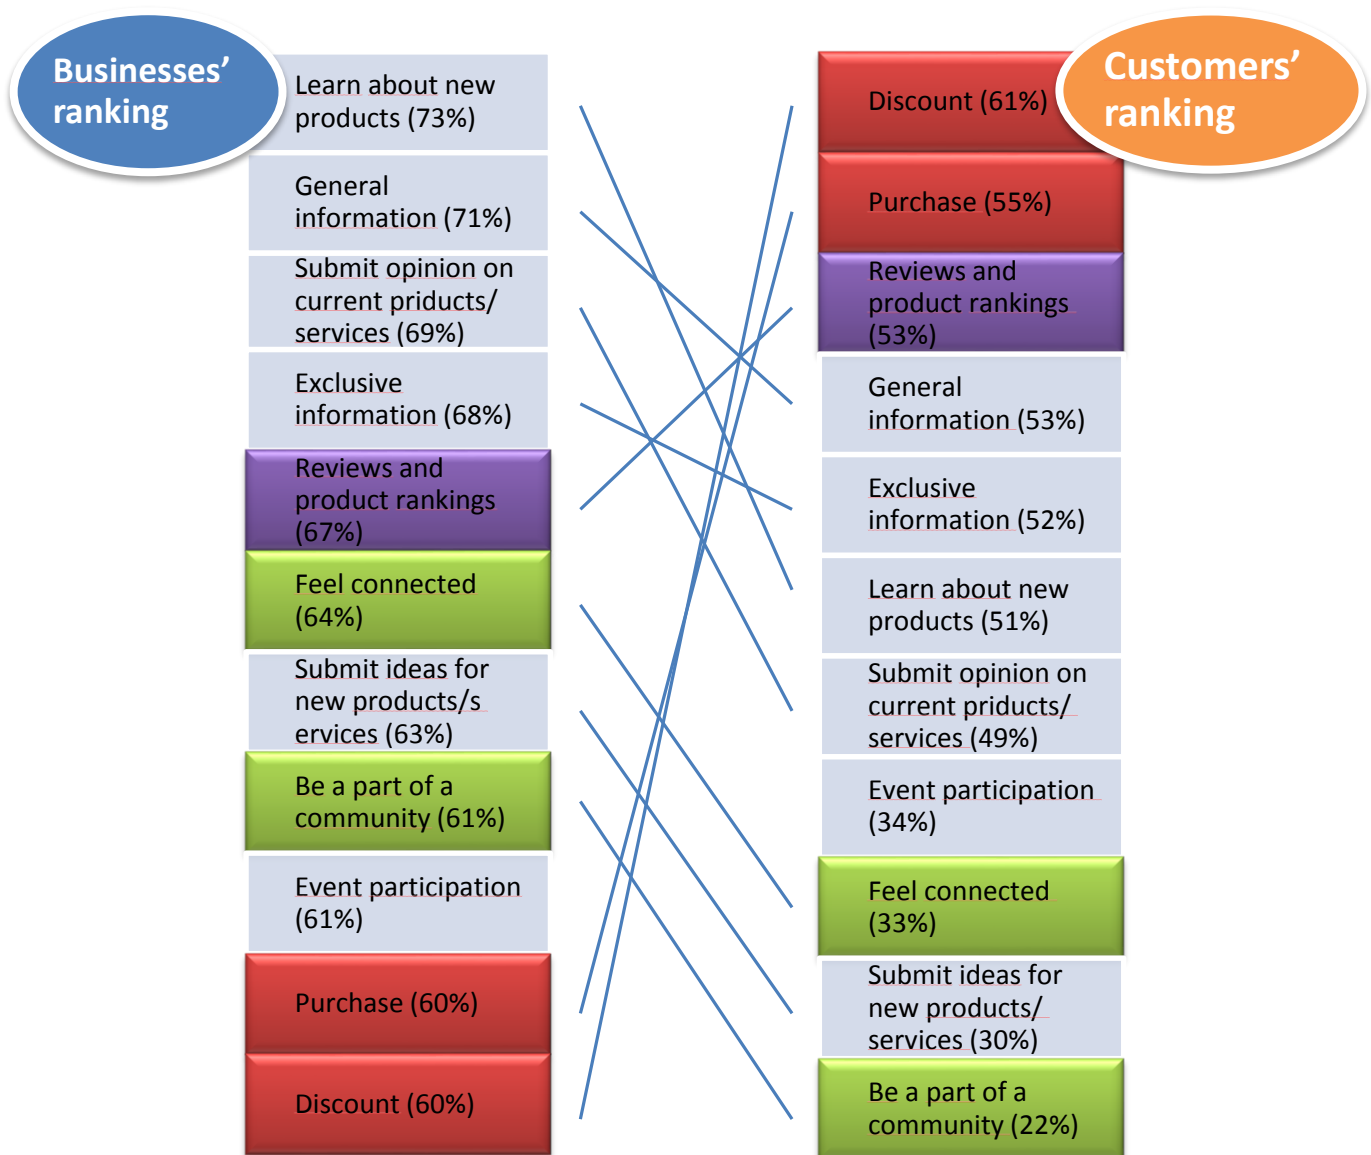 Businesses’
ranking
Learn about new
products (73%)
General
information (71%)
Submit opinion on
current priducts/
services (69%)
Exclusive
information (68%)
Reviews and
product rankings
(67%)
Feel connected
(64%)
Submit ideas for
new products/s
ervices (63%)
Be a part of a
community (61%)
Event participation
(61%)
Purchase (60%)
Discount (60%)
Customers’
ranking
Discount (61%)
Purchase (55%)
Reviews and
product rankings
(53%)
General
information (53%)
Exclusive
information (52%)
Learn about new
products (51%)
Submit opinion on
current priducts/
services (49%)
Event participation
(34%)
Feel connected
(33%)
Submit ideas for
new products/
services (30%)
Be a part of a
community (22%)